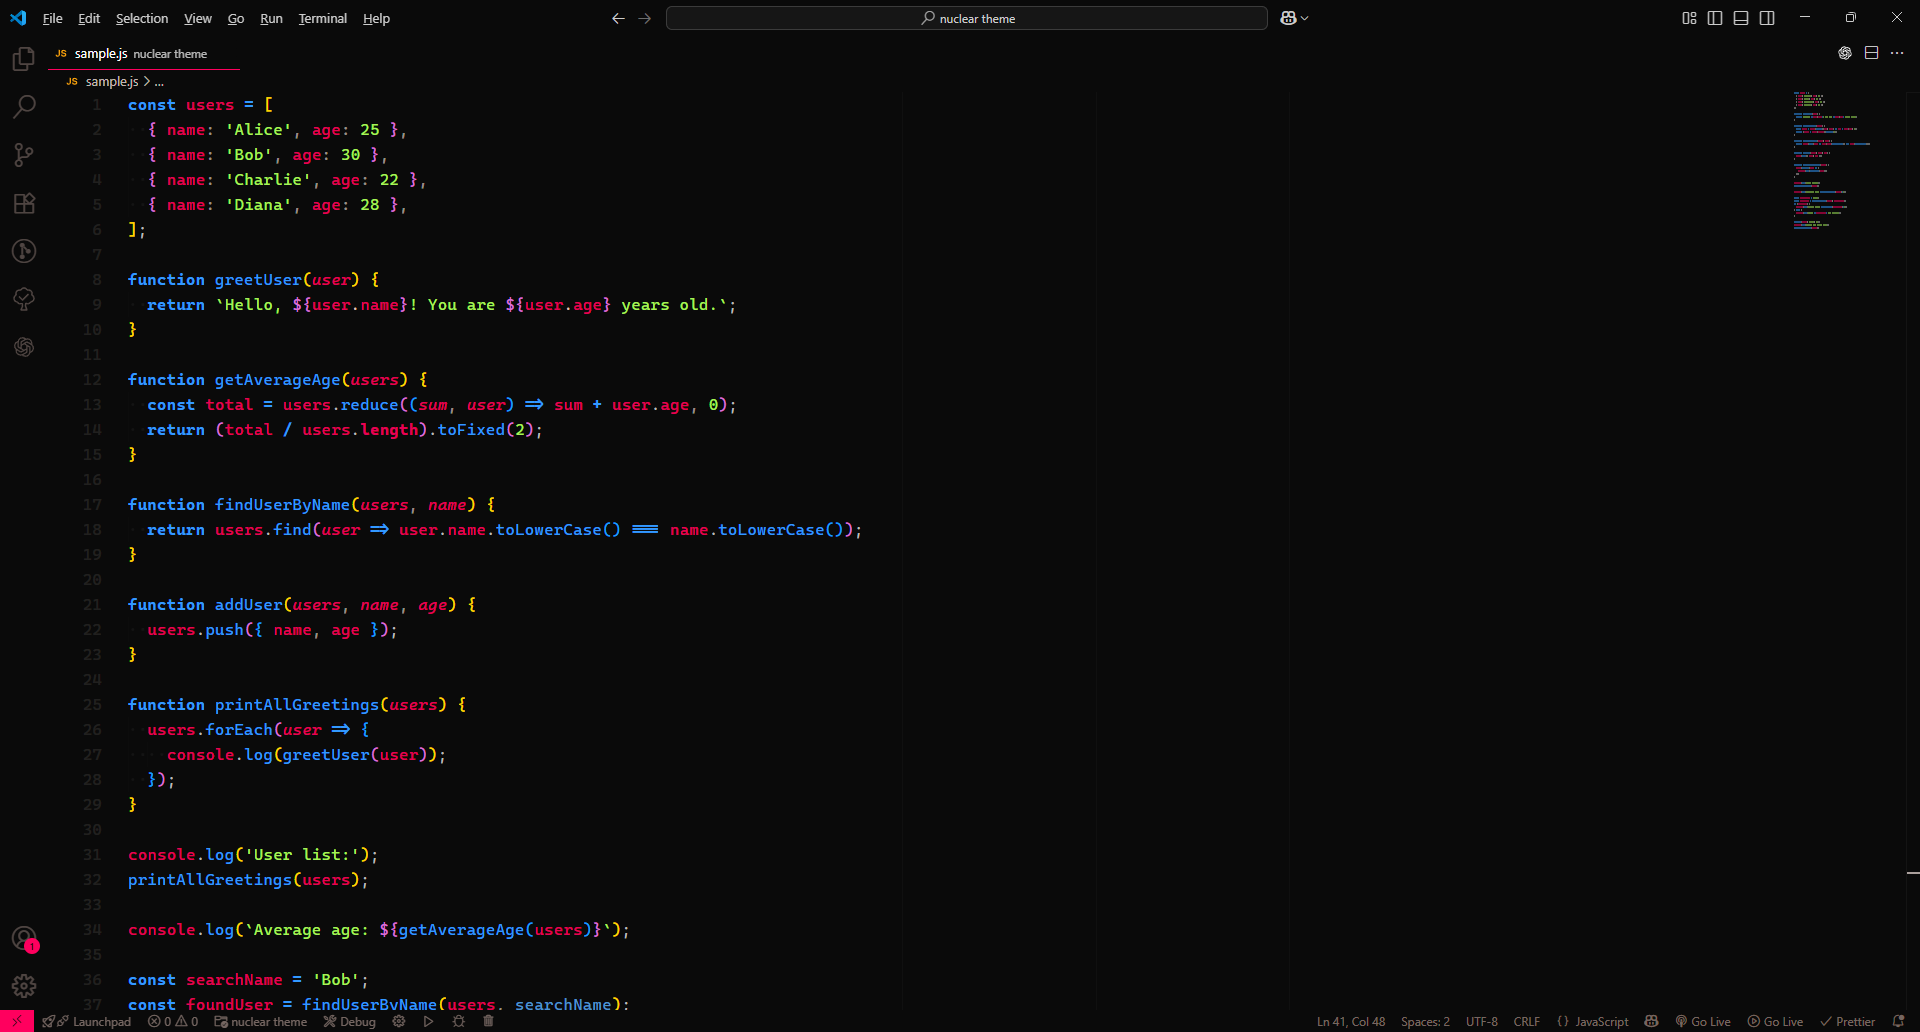 File Edit Selection View Go Run Terminal Help
nuclear theme
JS sample.js nuclear theme
JS sample.js > ...
1 const users = [
2 { name: 'Alice', age: 25 },
3 { name: 'Bob', age: 30 },
4 { name: 'Charlie', age: 22 },
5 { name: 'Diana', age: 28 },
6 ];
7
8 function greetUser(user) {
9 return `Hello, ${user.name}! You are ${user.age} years old.`;
10 }
11
12 function getAverageAge(users) {
13 const total = users.reduce((sum, user) => sum + user.age, 0);
14 return (total / users.length).toFixed(2);
15 }
16
17 function findUserByName(users, name) {
18 return users.find(user => user.name.toLowerCase() === name.toLowerCase());
19 }
20
21 function addUser(users, name, age) {
22 users.push({ name, age });
23 }
24
25 function printAllGreetings(users) {
26 users.forEach(user => {
27 console.log(greetUser(user));
28 });
29 }
30
31 console.log('User list:');
32 printAllGreetings(users);
33
34 console.log(`Average age: ${getAverageAge(users)}`);
35
36 const searchName = 'Bob';
37 const foundUser = findUserByName(users, searchName);
1
Launchpad 0 0 nuclear theme Debug
Ln 41, Col 48 Spaces: 2 UTF-8 CRLF {} JavaScript Go Live Go Live Prettier